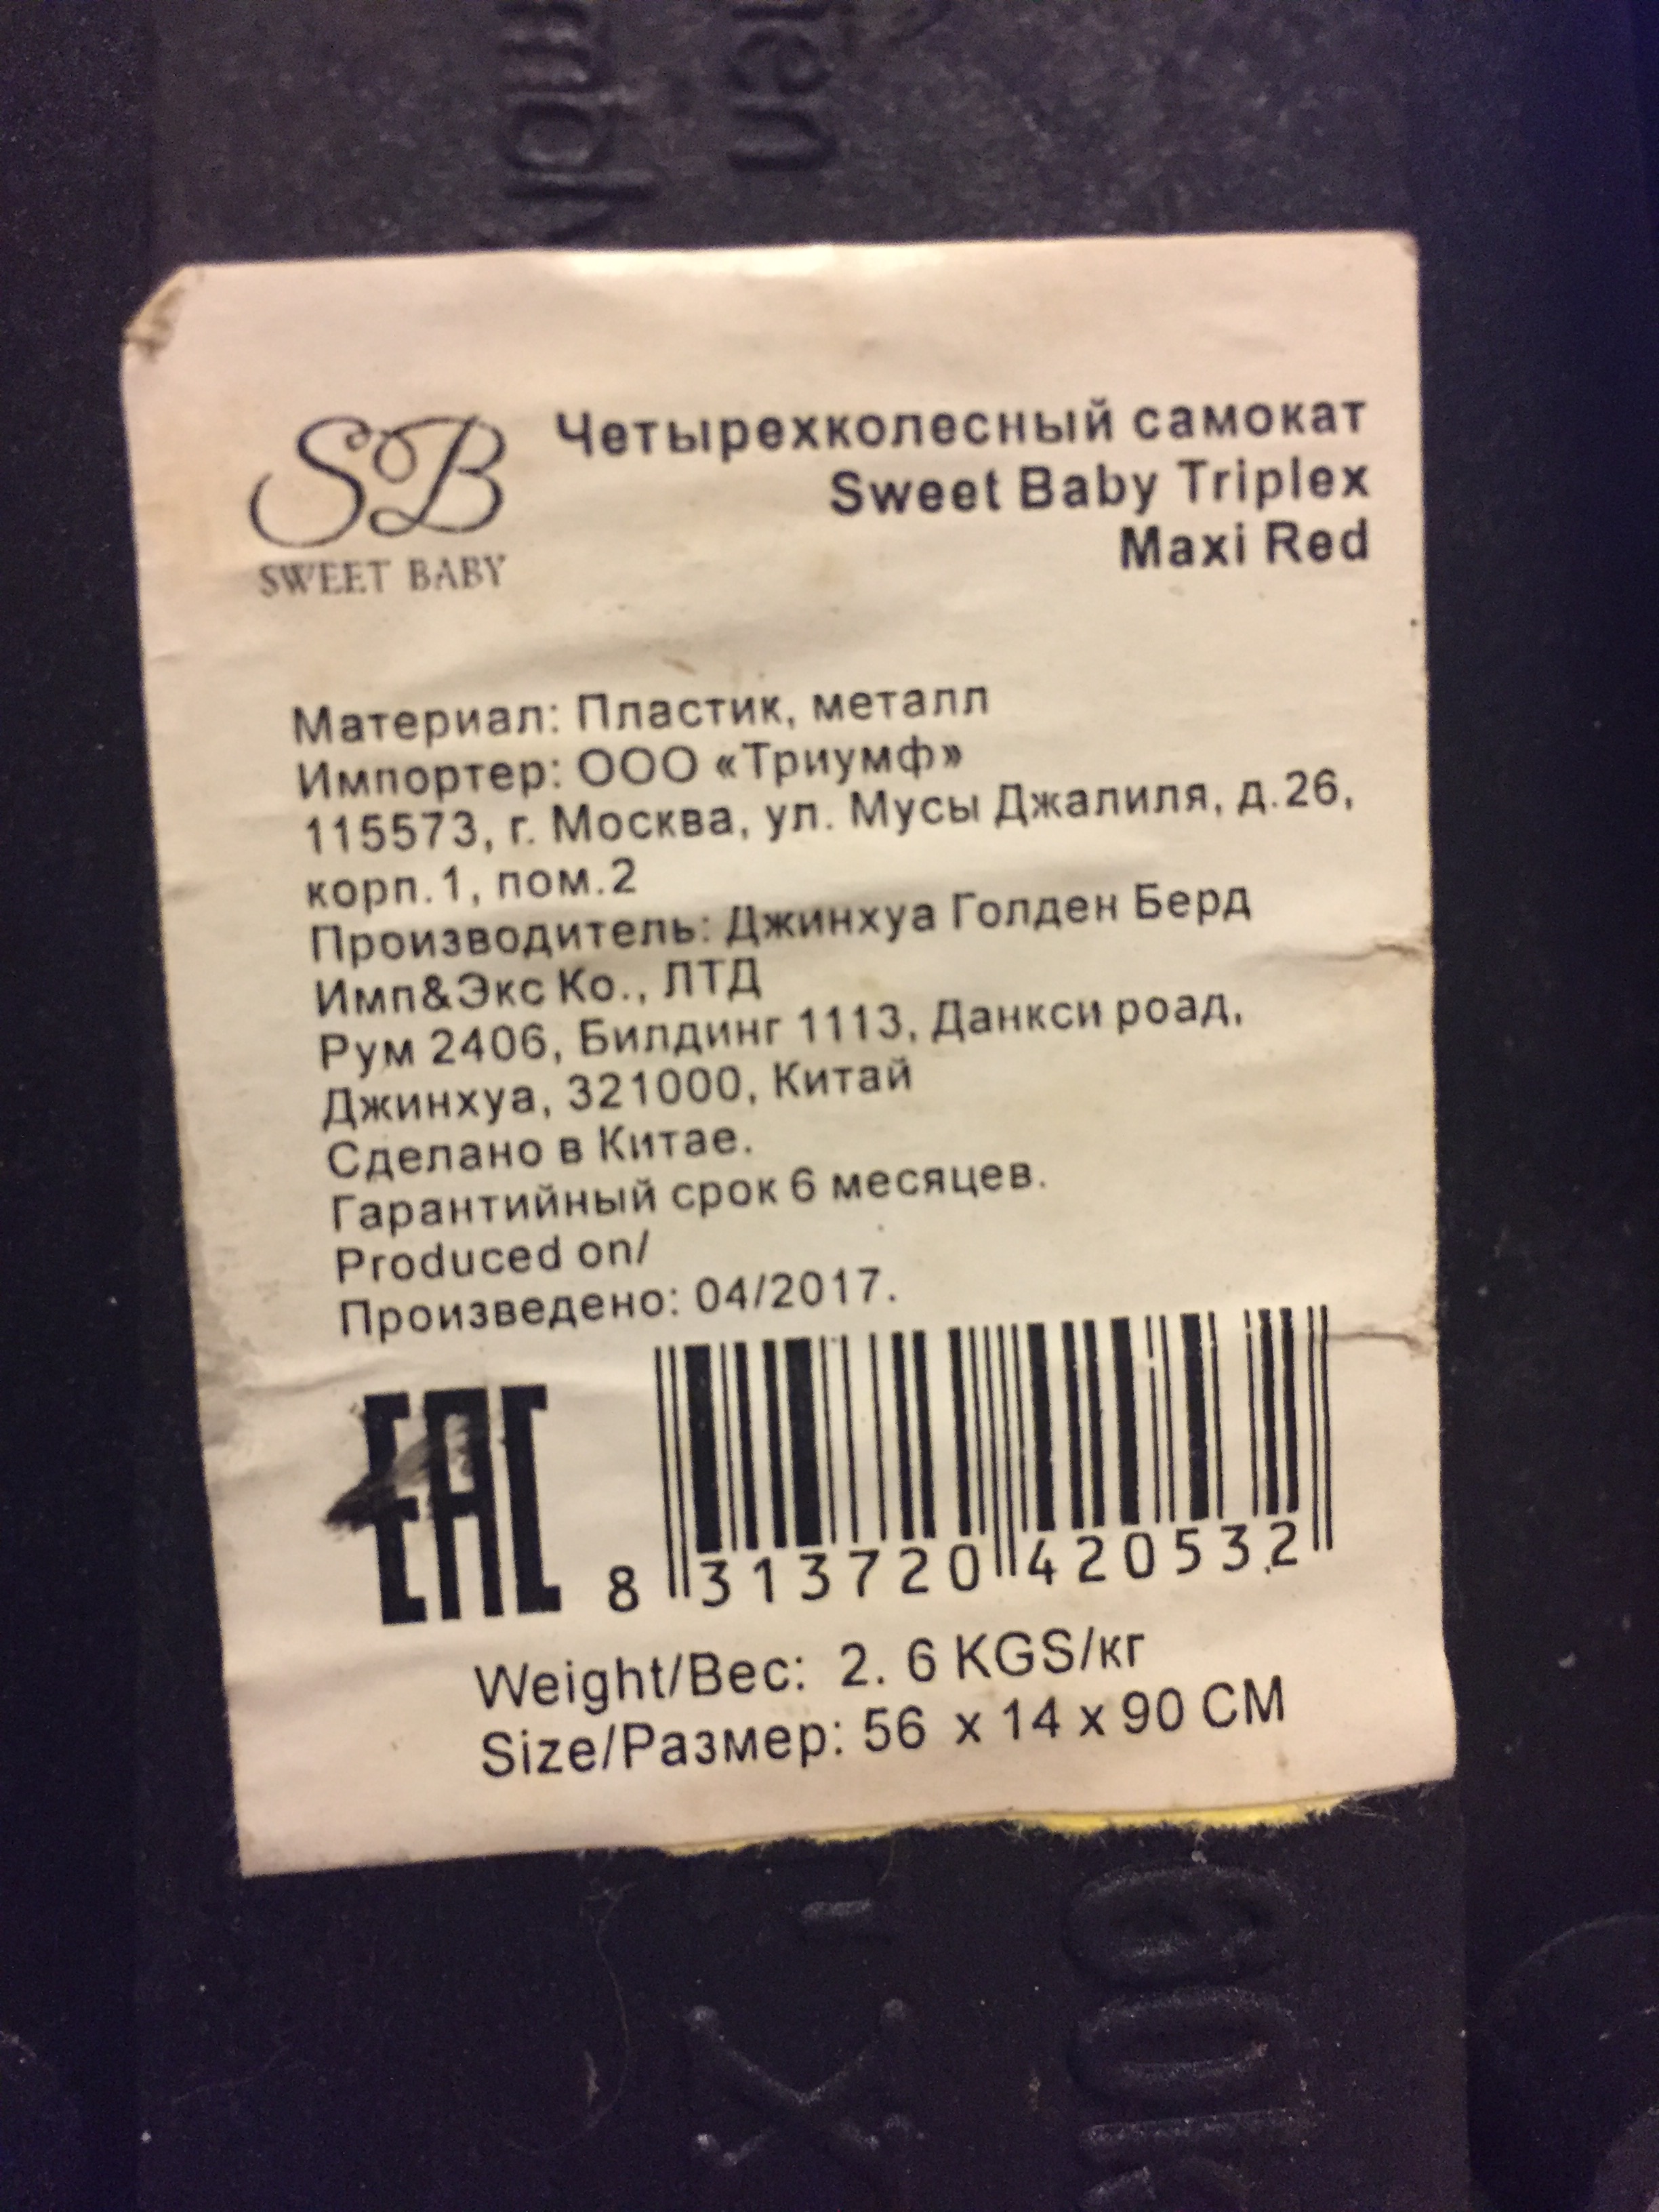 SB
SWEET BABY
Четырехколесный самокат
Sweet Baby Triplex
Maxi Red
Материал: Пластик, металл
Импортер: ООО «Триумф»
115573, г. Москва, ул. Мусы Джалиля, д.26,
корп.1, пом.2
Производитель: Джинхуа Голден Берд
Имп&Экс Ко., ЛТД
Рум 2406, Билдинг 1113, Данкси роад,
Джинхуа, 321000, Китай
Сделано в Китае.
Гарантийный срок 6 месяцев.
Produced on/
Произведено: 04/2017.
EAC
8 313720 420532
Weight/Вес: 2. 6 KGS/кг
Size/Размер: 56 x 14 x 90 CM